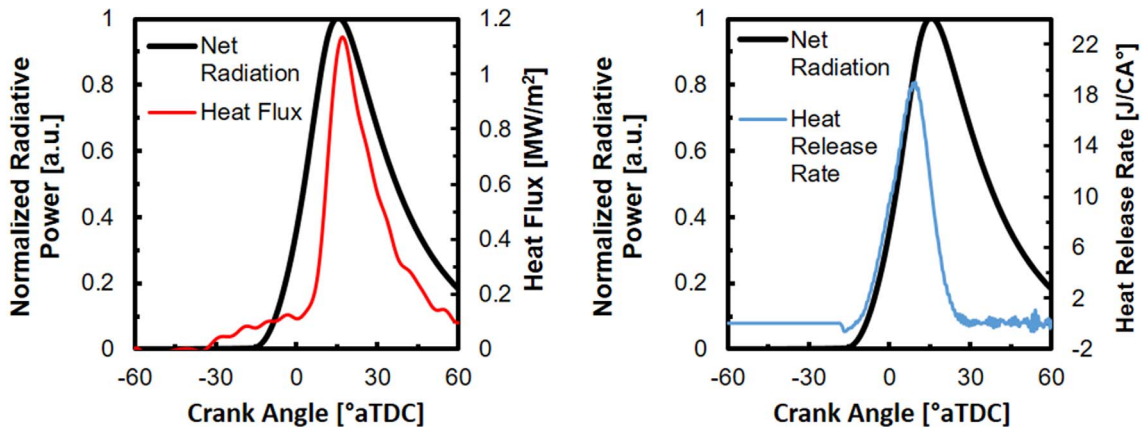 Normalized Radiative
Power [a.u.]
1
0.8
0.6
0.4
0.2
0
Net
Radiation
Heat Flux
1.2
1
0.8
0.6
0.4
0.2
0
Heat Flux [MW/m²]
-60
-30
0
30
60
Crank Angle [°aTDC]
Normalized Radiative
Power [a.u.]
1
0.8
0.6
0.4
0.2
0
Net
Radiation
Heat
Release
Rate
22
18
14
10
6
2
-2
Heat Release Rate [J/CA°]
-60
-30
0
30
60
Crank Angle [°aTDC]